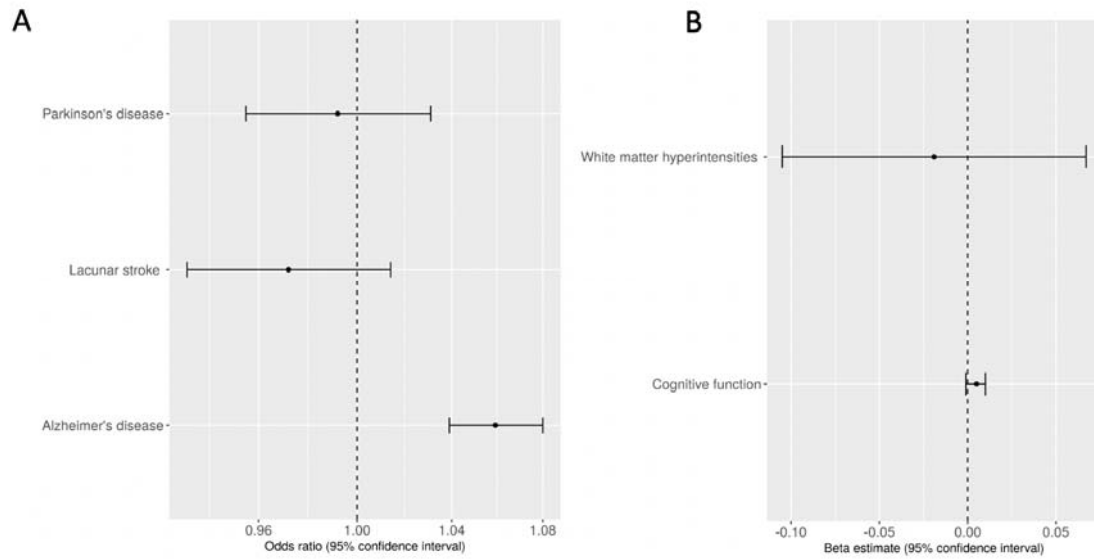 A
Parkinson's disease
Lacunar stroke
Alzheimer's disease
0.96 1.00 1.04 1.08
Odds ratio (95% confidence interval)
B
White matter hyperintensities
Cognitive function
-0.10 -0.05 0.00 0.05
Beta estimate (95% confidence interval)